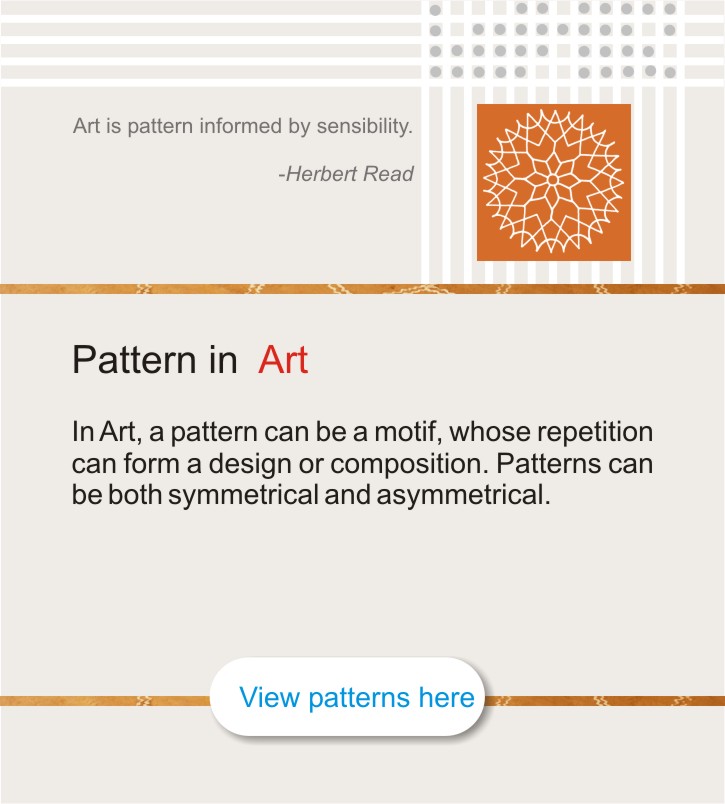 Art is pattern informed by sensibility.
-Herbert Read
Pattern in Art
In Art, a pattern can be a motif, whose repetition
can form a design or composition. Patterns can
be both symmetrical and asymmetrical.
View patterns here